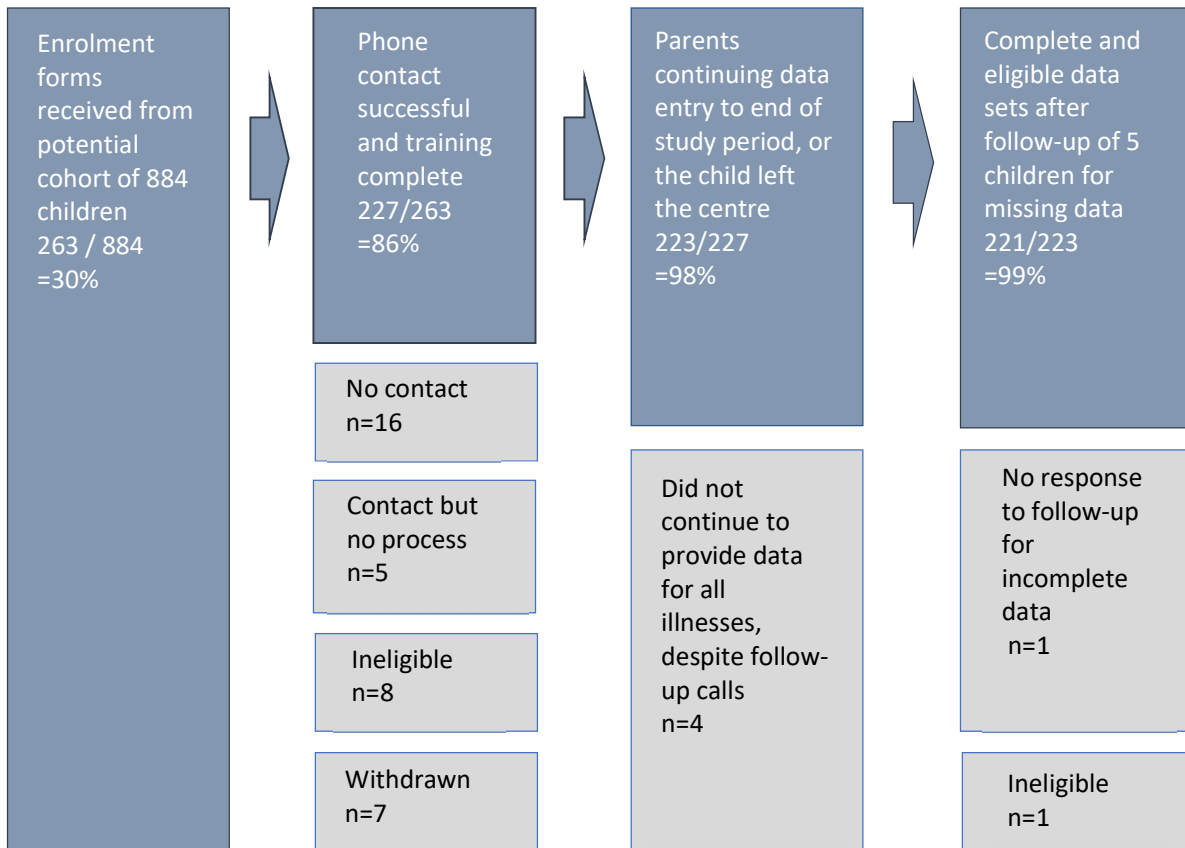 Enrolment
forms
received from
potential
cohort of 884
children
263 / 884
=30%
Phone
contact
successful
and training
complete
227/263
=86%
No contact
n=16
Contact but
no process
n=5
Ineligible
n=8
Withdrawn
n=7
Parents
continuing data
entry to end of
study period, or
the child left
the centre
223/227
=98%
Did not
continue to
provide data
for all
illnesses,
despite follow-
up calls
n=4
Complete and
eligible data
sets after
follow-up of 5
children for
missing data
221/223
=99%
No response
to follow-up
for
incomplete
data
n=1
Ineligible
n=1